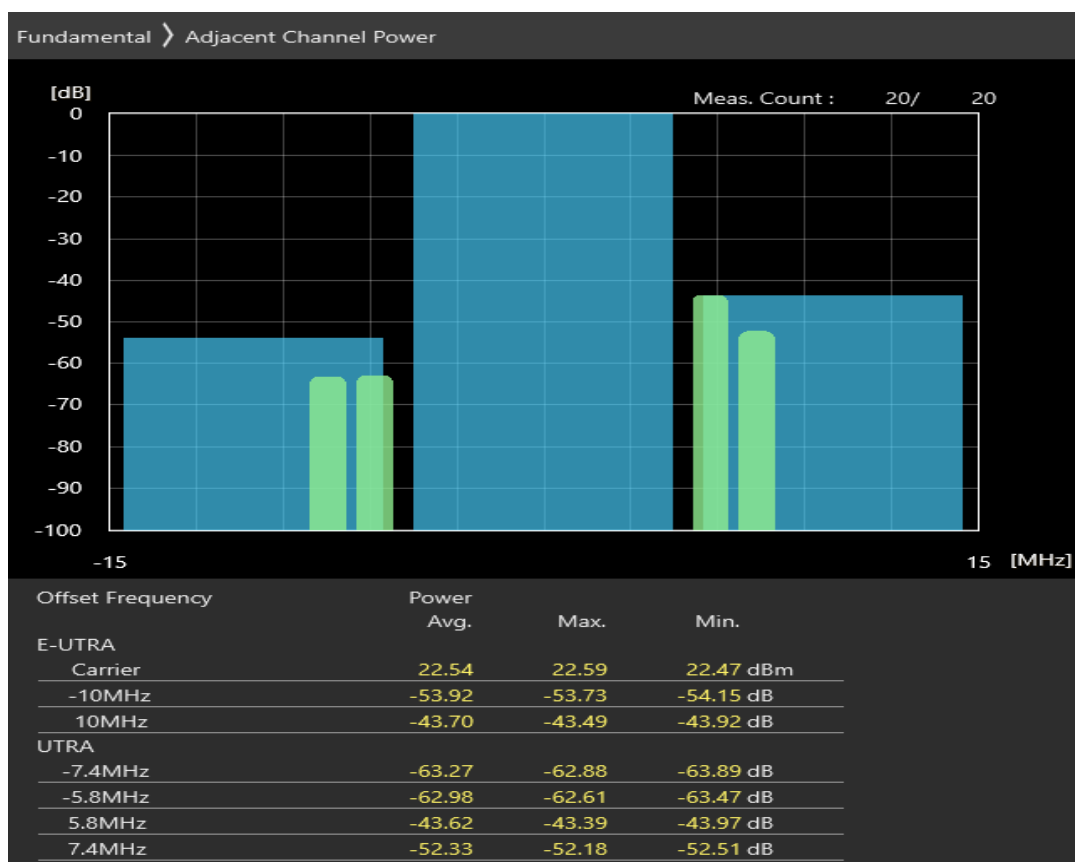 Fundamental ❯ Adjacent Channel Power
[dB]
Meas. Count : 20/ 20
0
-10
-20
-30
-40
-50
-60
-70
-80
-90
-100
-15 15 [MHz]
Offset Frequency Power
Avg. Max. Min.
E-UTRA
Carrier 22.54 22.59 22.47 dBm
-10MHz -53.92 -53.73 -54.15 dB
10MHz -43.70 -43.49 -43.92 dB
UTRA
-7.4MHz -63.27 -62.88 -63.89 dB
-5.8MHz -62.98 -62.61 -63.47 dB
5.8MHz -43.62 -43.39 -43.97 dB
7.4MHz -52.33 -52.18 -52.51 dB